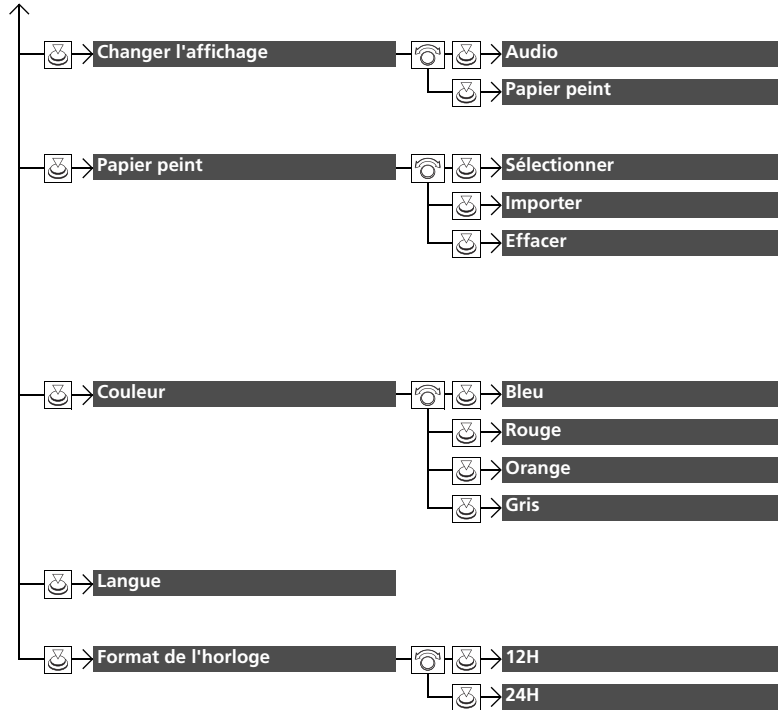 Changer l'affichage
Audio
Papier peint
Papier peint
Sélectionner
Importer
Effacer
Couleur
Bleu
Rouge
Orange
Gris
Langue
Format de l'horloge
12H
24H